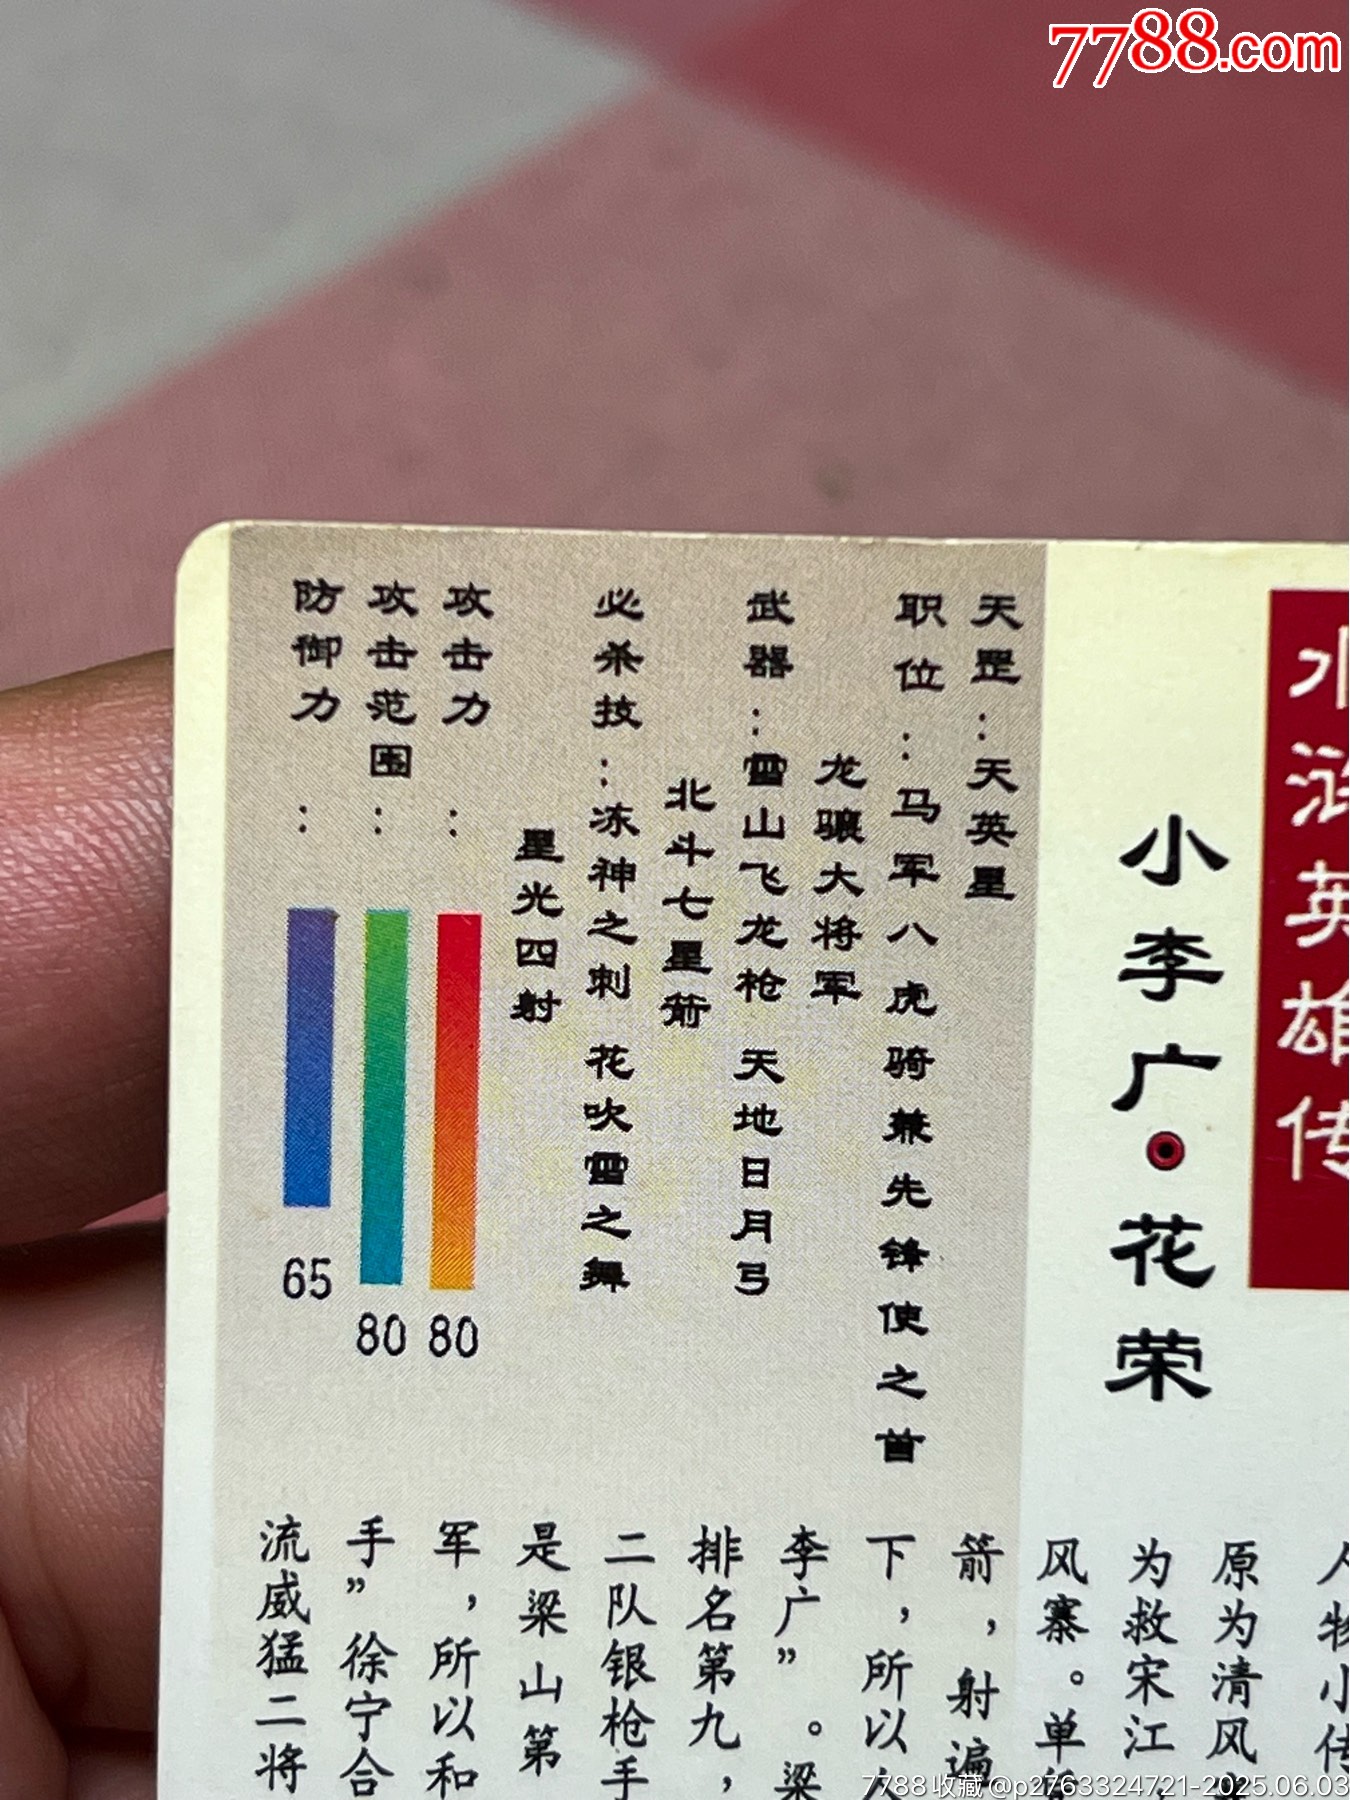 7788.com
水浒英雄传
小李广·花荣
天罡：天英星
职位：马军八虎骑兼先锋使之首
龙骧大将军
武器：雪山飞龙枪 天地日月弓
北斗七星箭
必杀技：冻神之刺 花吹雪之舞
星光四射
攻击力： 80
攻击范围： 80
防御力： 65
人物小传
原为清风
为救宋江，
风寨。单
箭，射遍
下，所以人
李广”。梁
排名第九，
二队银枪手
是梁山第
军，所以和
手”徐宁合
流威猛二将
7788收藏@p2763324721-2025.06.03